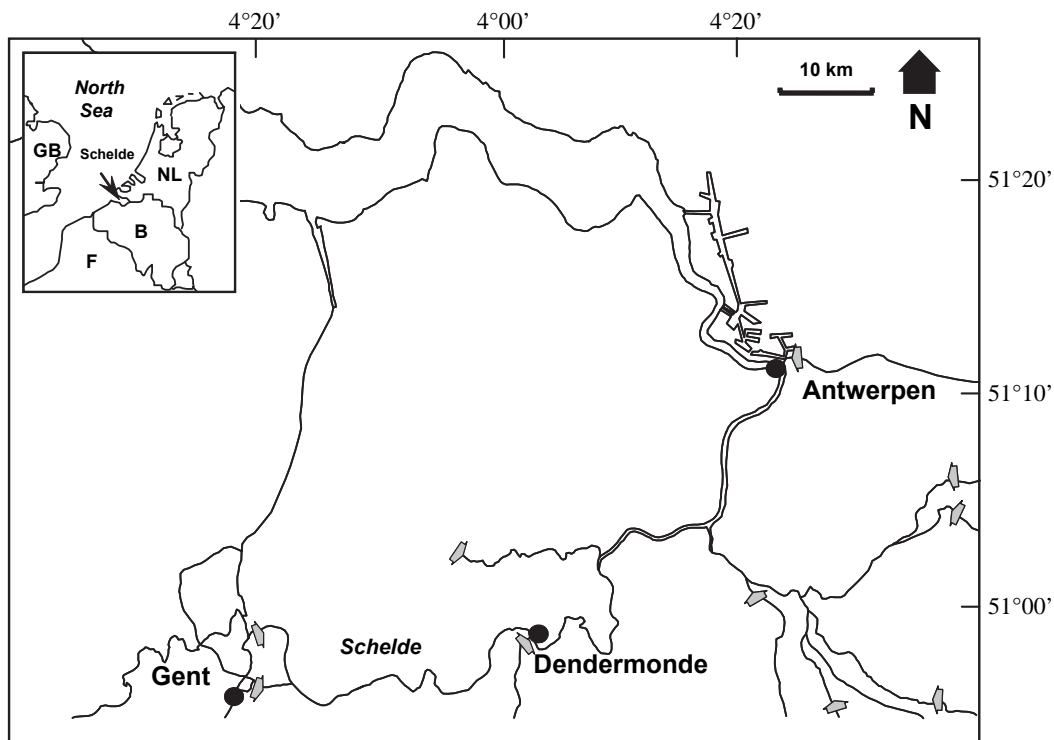 4°20’ 4°00’ 4°20’
North
Sea
GB
Schelde
NL
B
F
10 km
N
51°20’
Antwerpen
51°10’
51°00’
Schelde
Dendermonde
Gent